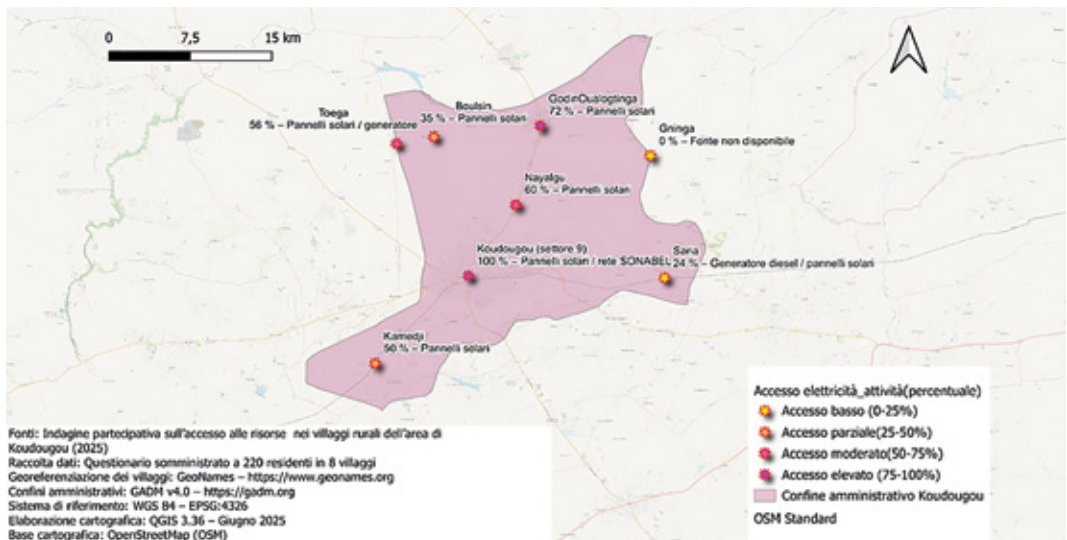 0 7,5 15 km
Toega
56 % – Pannelli solari / generatore
Boulsin
35 % – Pannelli solari
GodinOualogtinga
72 % – Pannelli solari
Gninga
0 % – Fonte non disponibile
Nayalgu
60 % – Pannelli solari
Koudougou (settore 9)
100 % – Pannelli solari / rete SONABEL
Saria
24 % – Generatore diesel / pannelli solari
Kamedji
50 % – Pannelli solari
Accesso elettricità_attività(percentuale)
Accesso basso (0-25%)
Accesso parziale(25-50%)
Accesso moderato(50-75%)
Accesso elevato (75-100%)
Confine amministrativo Koudougou
OSM Standard
Fonti: Indagine partecipativa sull'accesso alle risorse nei villaggi rurali dell'area di
Koudougou (2025)
Raccolta dati: Questionario somministrato a 220 residenti in 8 villaggi
Georeferenziazione dei villaggi: GeoNames – https://www.geonames.org
Confini amministrativi: GADM v4.0 – https://gadm.org
Sistema di riferimento: WGS 84 – EPSG:4326
Elaborazione cartografica: QGIS 3.36 – Giugno 2025
Base cartografica: OpenStreetMap (OSM)